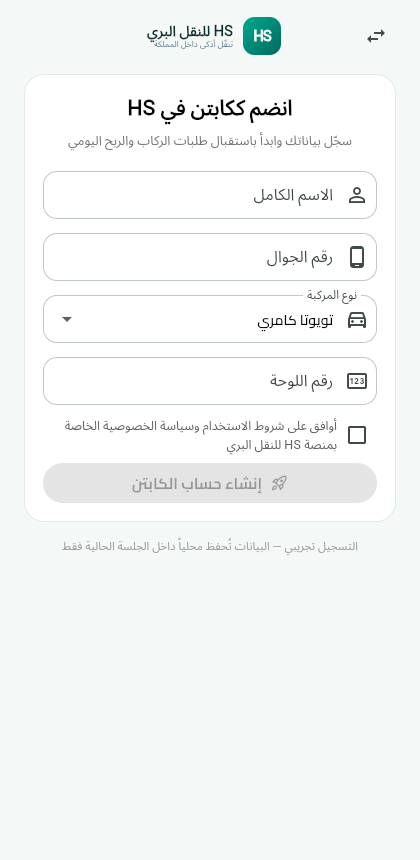 HS للنقل البري
تنقّل أذكى داخل المملكة
HS
انضم ككابتن في HS
سجّل بياناتك وابدأ باستقبال طلبات الركاب والربح اليومي
الاسم الكامل
رقم الجوال
نوع المركبة
تويوتا كامري
رقم اللوحة
123
أوافق على شروط الاستخدام وسياسة الخصوصية الخاصة
بمنصة HS للنقل البري
إنشاء حساب الكابتن
التسجيل تجريبي — البيانات تُحفظ محلياً داخل الجلسة الحالية فقط